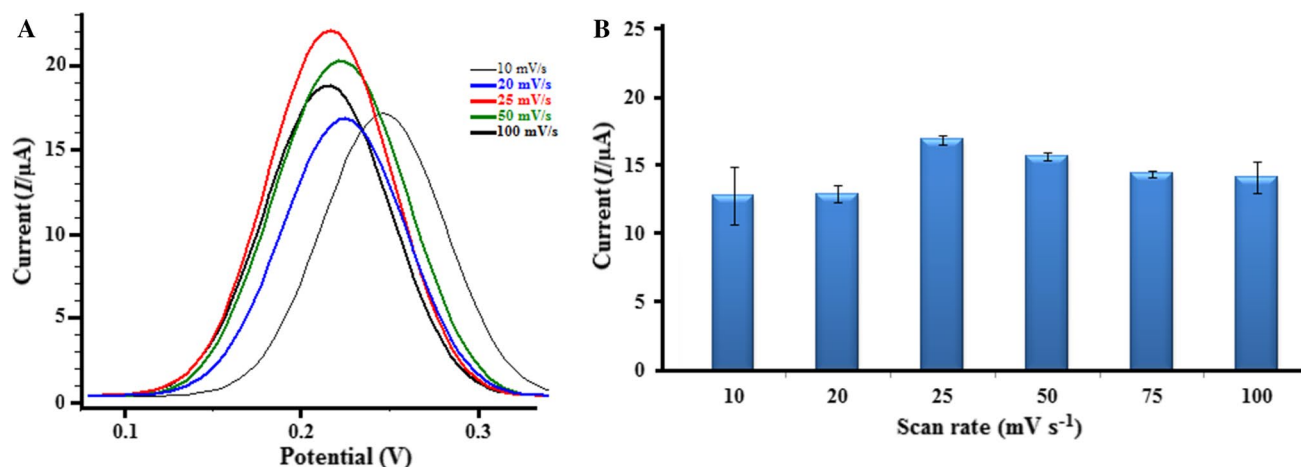 A
Current (I/µA)
20
15
10
5
0
10 mV/s
20 mV/s
25 mV/s
50 mV/s
100 mV/s
0.1 0.2 0.3
Potential (V)
B
Current (I/µA)
25
20
15
10
5
0
10 20 25 50 75 100
Scan rate (mV s⁻¹)